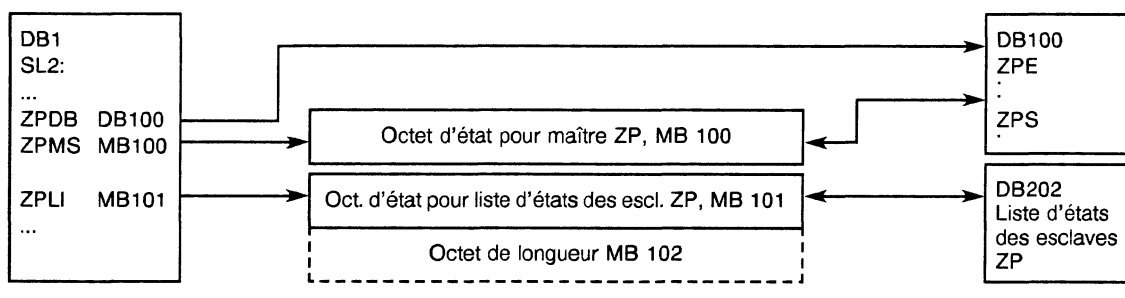 DB1
SL2:
...
ZPDB DB100
ZPMS MB100
ZPLI MB101
...
Octet d'état pour maître ZP, MB 100
Oct. d'état pour liste d'états des escl. ZP, MB 101
Octet de longueur MB 102
DB100
ZPE
.
.
ZPS
.
DB202
Liste d'états
des esclaves
ZP